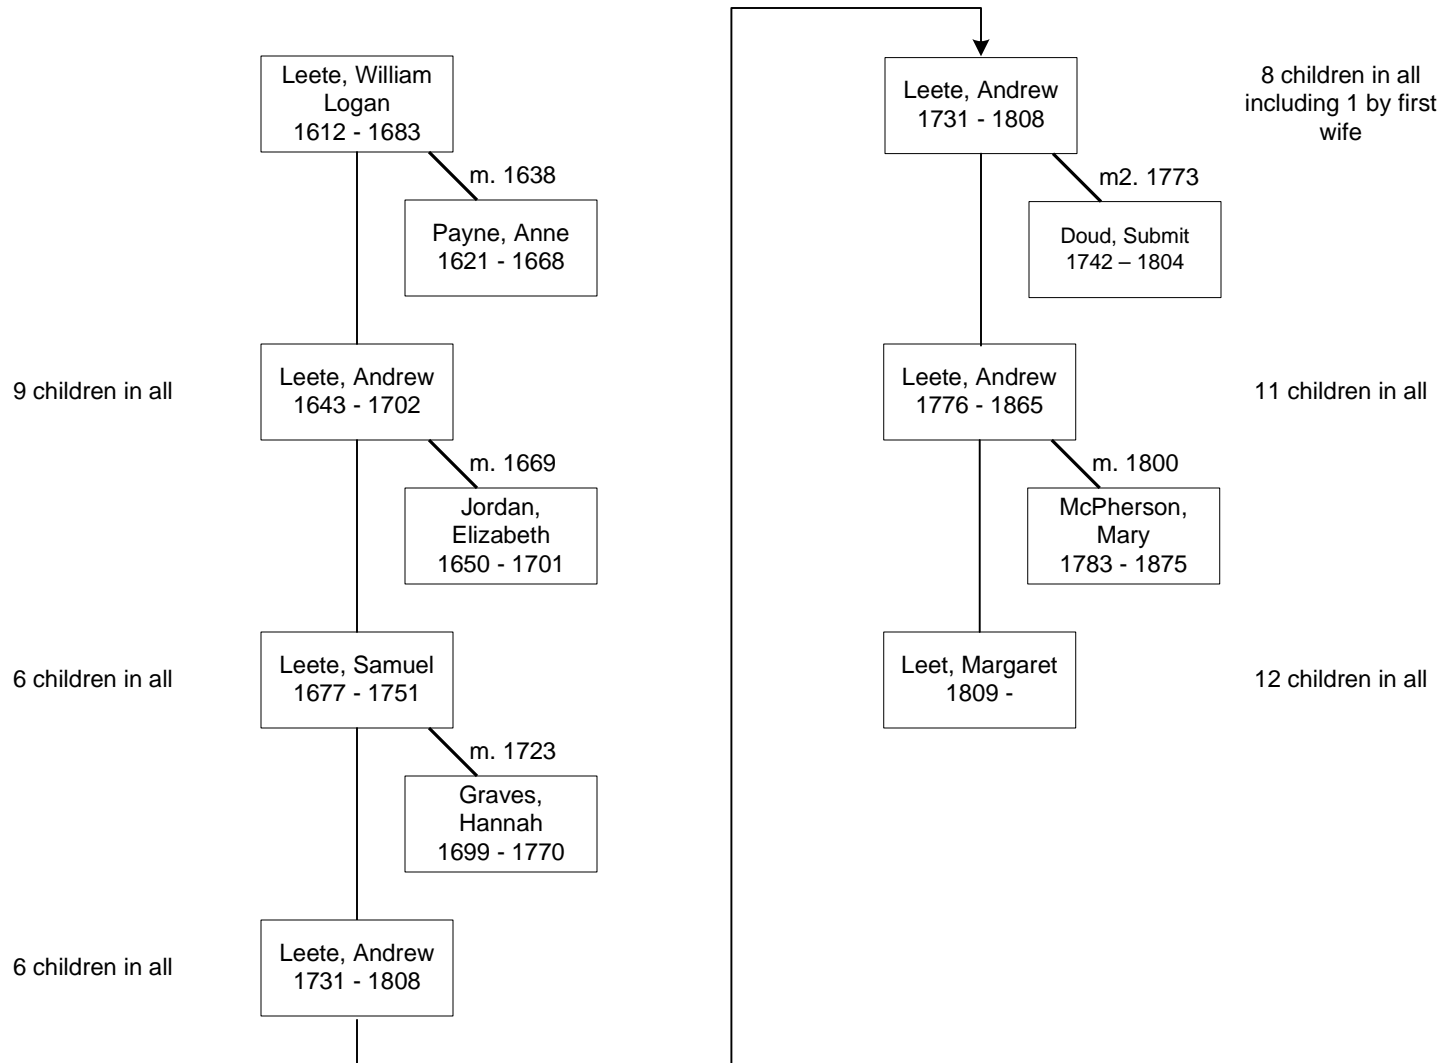 Leete, William
Logan
1612 - 1683
m. 1638
Payne, Anne
1621 - 1668
9 children in all
Leete, Andrew
1643 - 1702
m. 1669
Jordan,
Elizabeth
1650 - 1701
6 children in all
Leete, Samuel
1677 - 1751
m. 1723
Graves,
Hannah
1699 - 1770
6 children in all
Leete, Andrew
1731 - 1808
Leete, Andrew
1731 - 1808
8 children in all
including 1 by first
wife
m2. 1773
Doud, Submit
1742 – 1804
Leete, Andrew
1776 - 1865
11 children in all
m. 1800
McPherson,
Mary
1783 - 1875
Leet, Margaret
1809 -
12 children in all